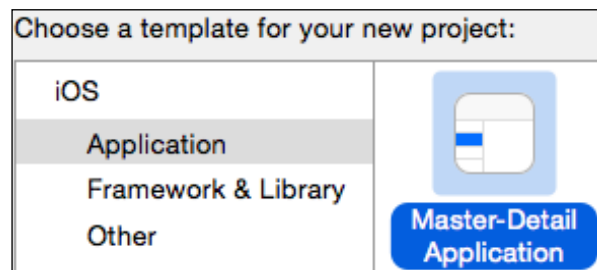 Choose a template for your new project:
iOS
Application
Framework & Library
Other
Master-Detail
Application